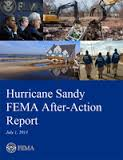 Hurricane Sandy
FEMA After-Action
Report
July 1, 2013
FEMA